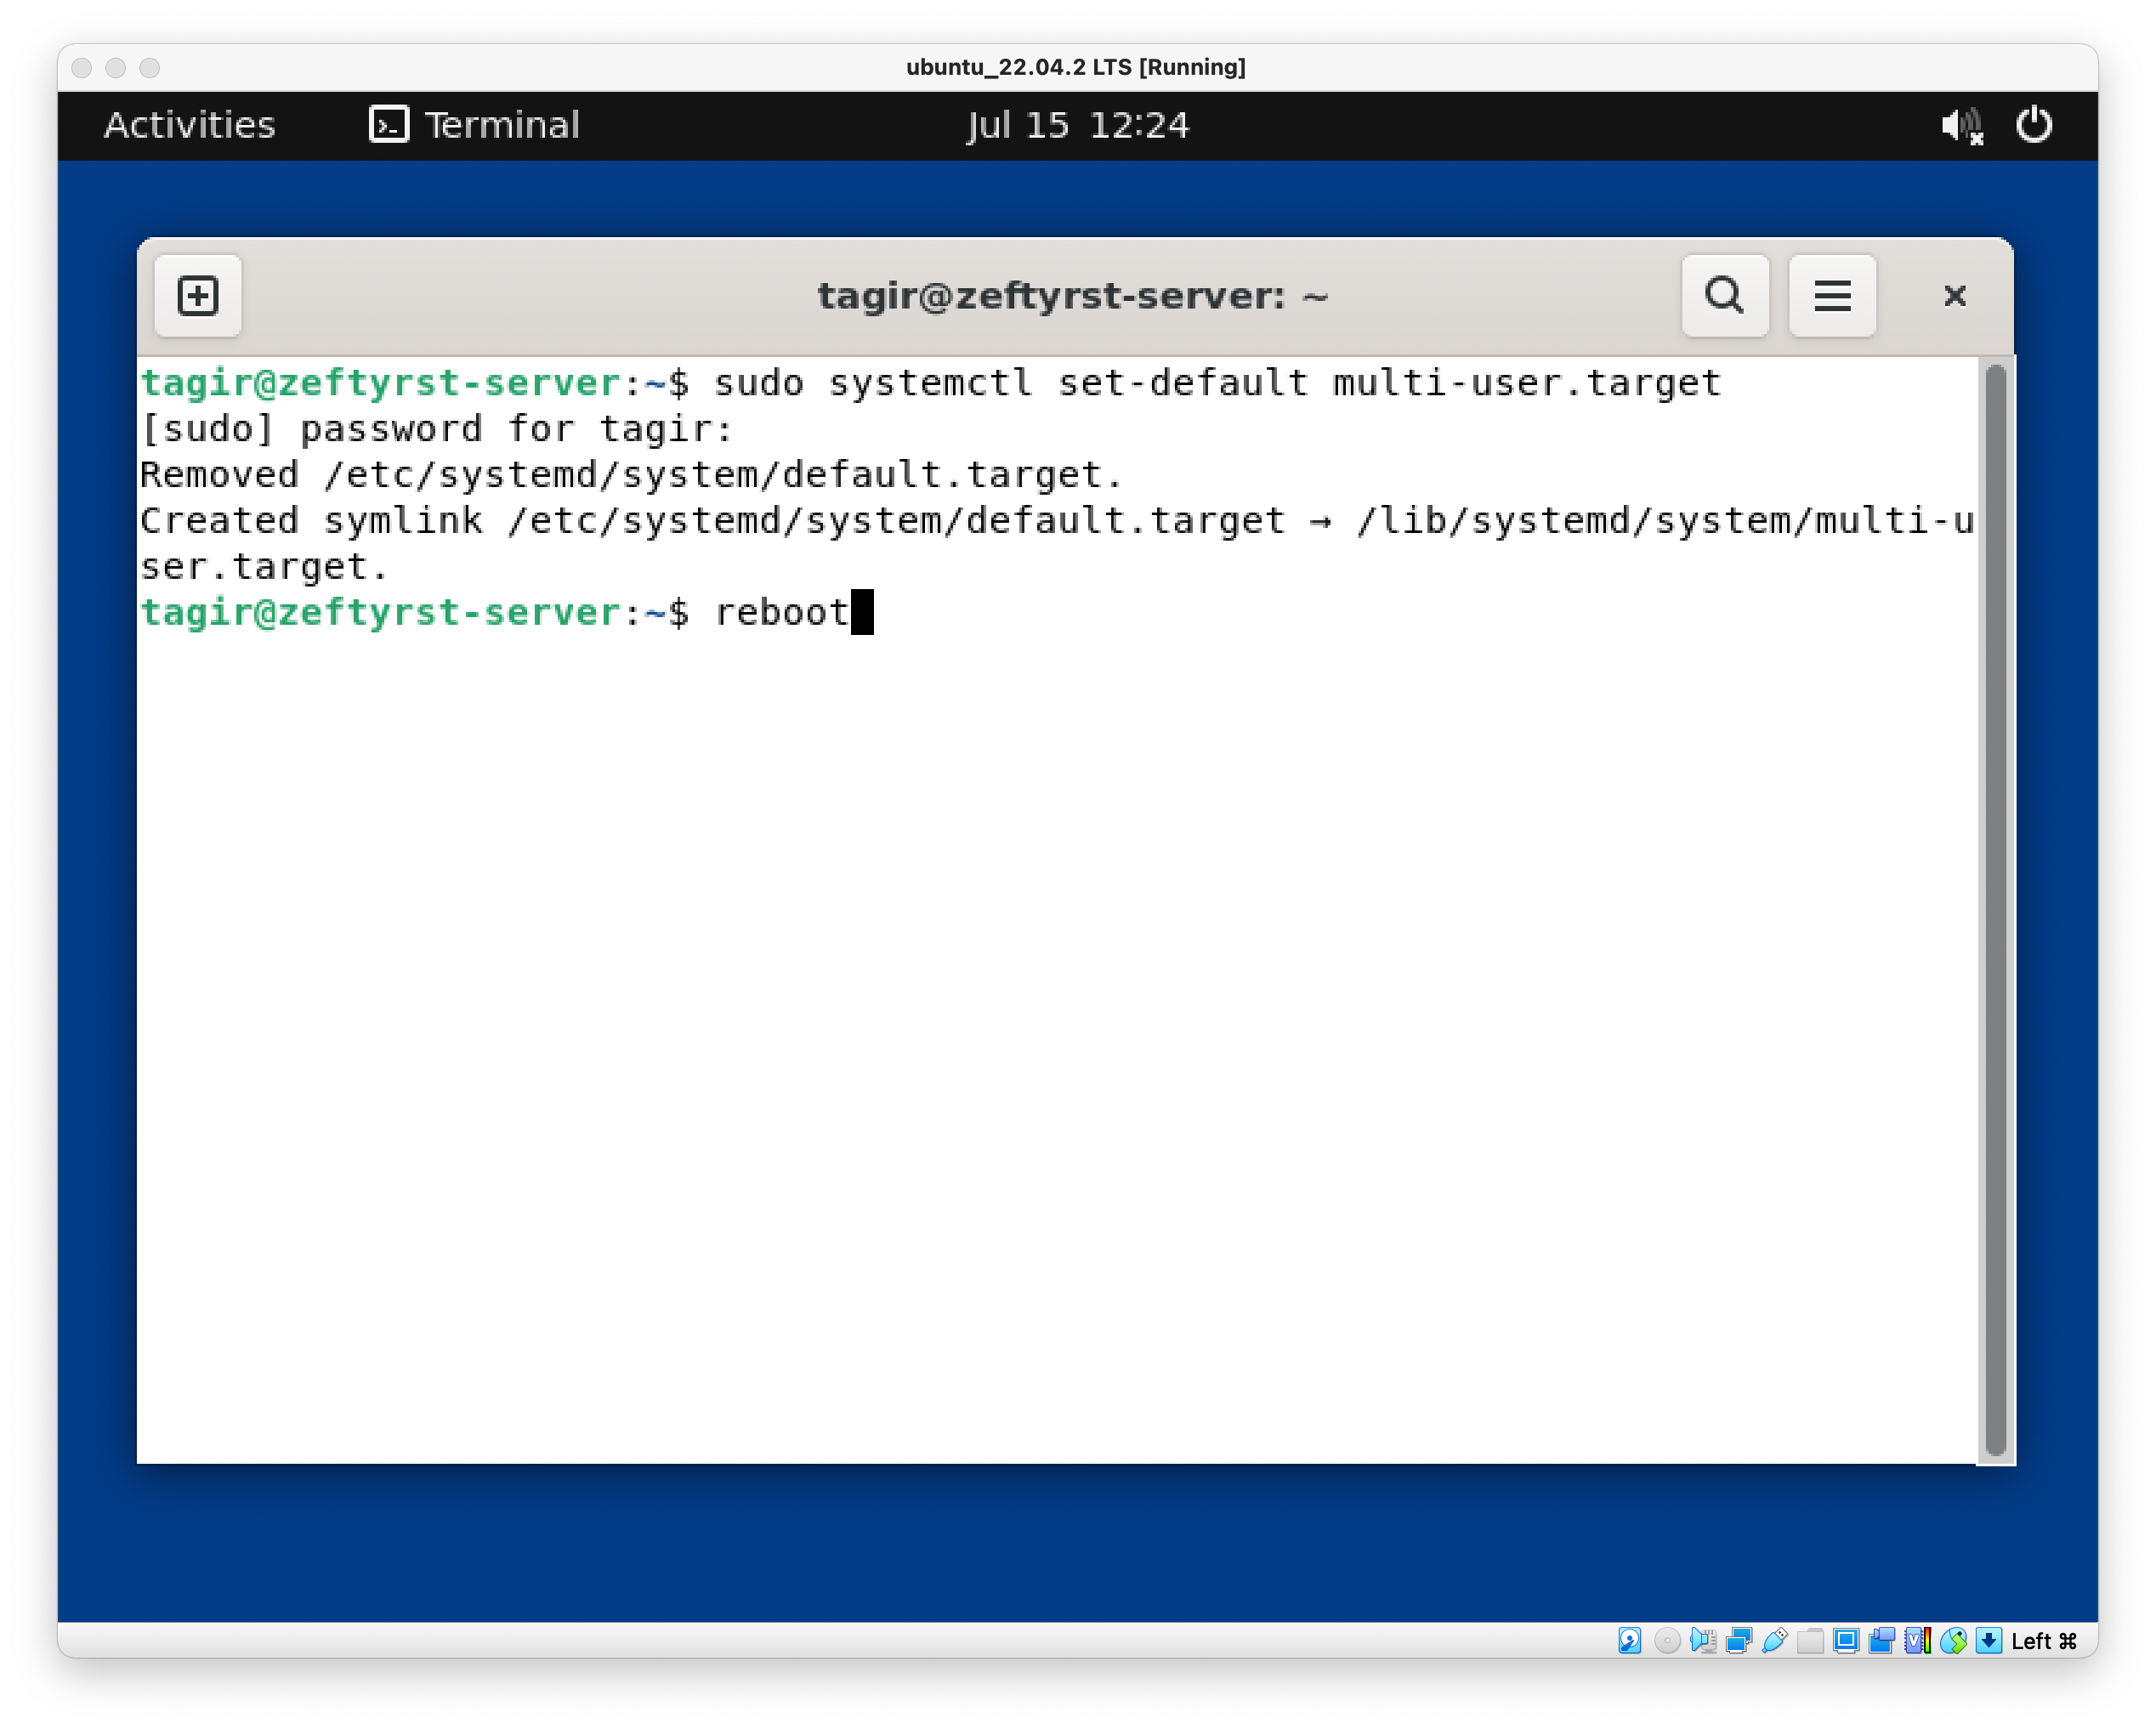 ubuntu_22.04.2 LTS [Running]
Activities Terminal Jul 15 12:24
tagir@zeftyrst-server: ~
tagir@zeftyrst-server:~$ sudo systemctl set-default multi-user.target
[sudo] password for tagir:
Removed /etc/systemd/system/default.target.
Created symlink /etc/systemd/system/default.target → /lib/systemd/system/multi-u
ser.target.
tagir@zeftyrst-server:~$ reboot
Left ⌘